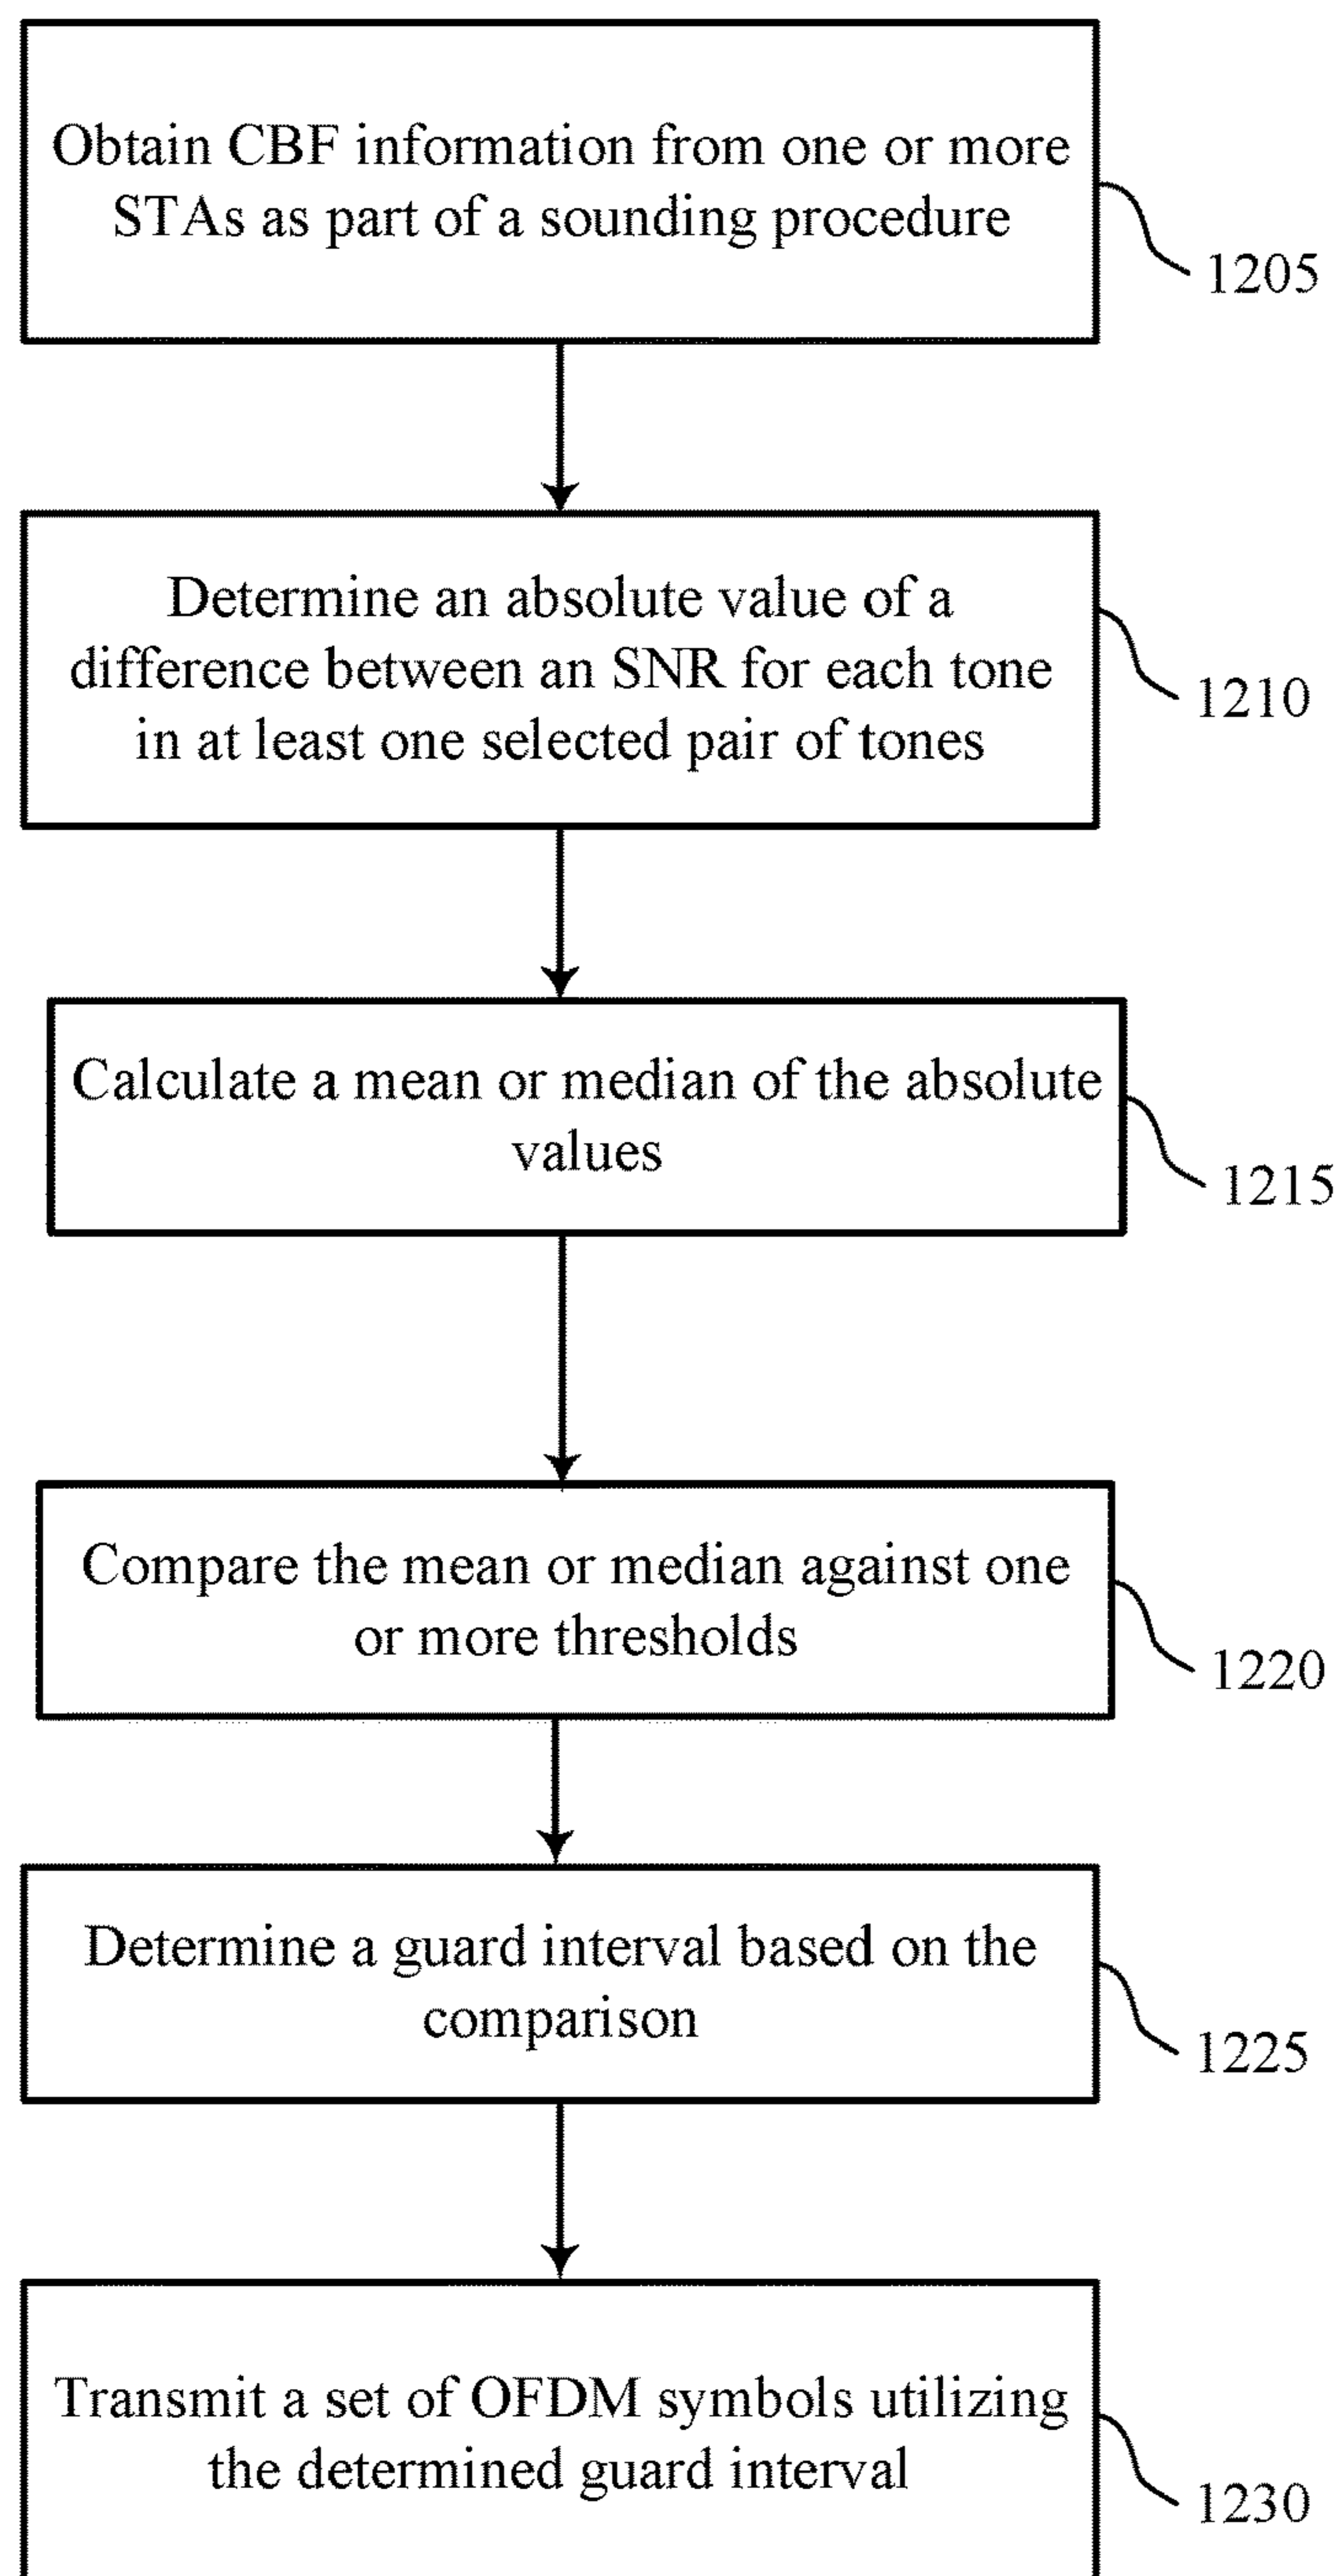 Obtain CBF information from one or more
STAs as part of a sounding procedure
1205
Determine an absolute value of a
difference between an SNR for each tone
in at least one selected pair of tones
1210
Calculate a mean or median of the absolute
values
1215
Compare the mean or median against one
or more thresholds
1220
Determine a guard interval based on the
comparison
1225
Transmit a set of OFDM symbols utilizing
the determined guard interval
1230